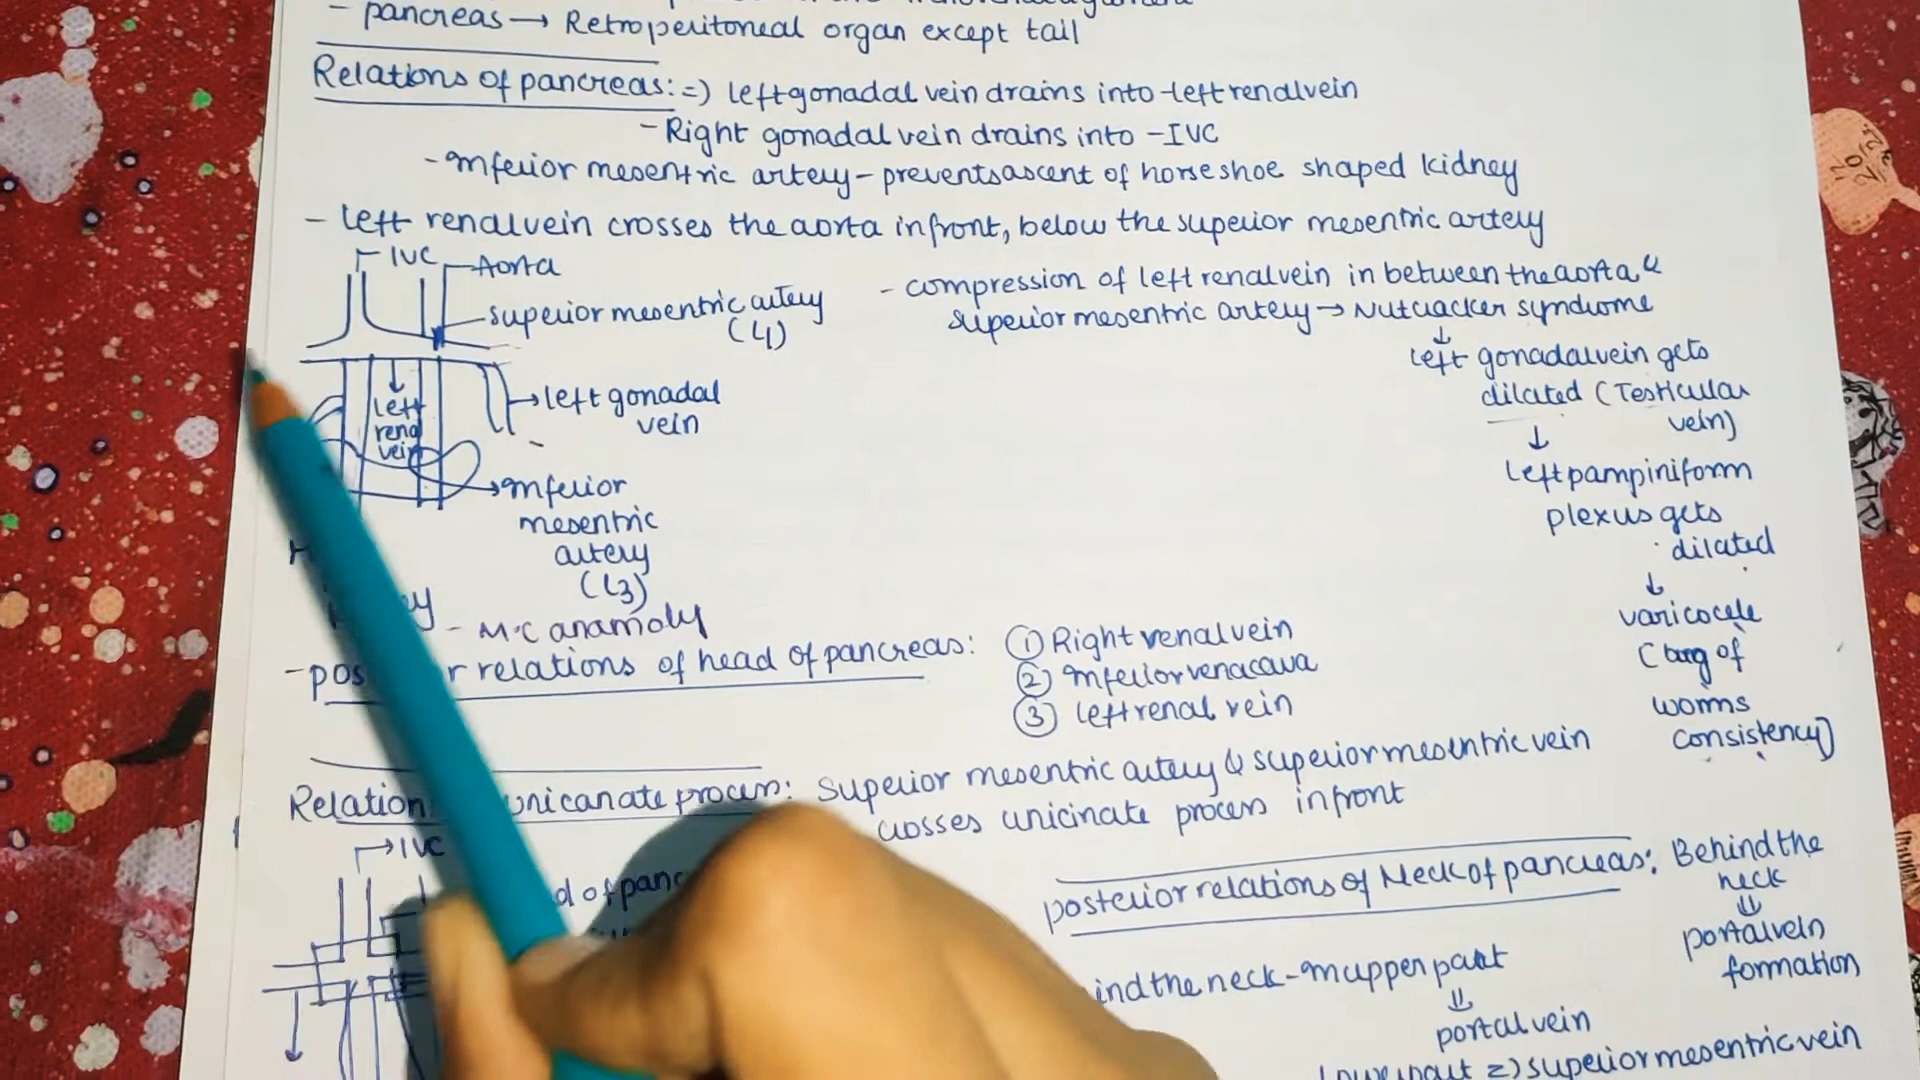 - pancreas → Retroperitoneal organ except tail
Relations of pancreas: => left gonadal vein drains into left renal vein
- Right gonadal vein drains into - IVC
- Inferior mesentric artery - prevents ascent of horse shoe shaped kidney
- left renal vein crosses the aorta infront, below the superior mesentric artery
IVC
Aorta
superior mesentric artery
(L1)
left gonadal
vein
left
renal
vein
Inferior
mesentric
artery
(L3)
- M.C anamoly
- compression of left renal vein in between the aorta &
superior mesentric artery → Nutcracker syndrome
↓
left gonadal vein gets
dilated (Testicular
vein)
↓
left pampiniform
plexus gets
dilated
↓
varicocele
(bag of
worms
consistency)
- relations of head of pancreas: ① Right renal vein
② Inferior venacava
③ left renal vein
unicanate process: superior mesentric artery & superior mesentric vein
crosses unicinate process infront
→ IVC
posterior relations of Neck of pancreas: Behind the
neck
⇓
portal vein
formation
the neck - In upper part
⇓
portal vein
=) superior mesentric vein